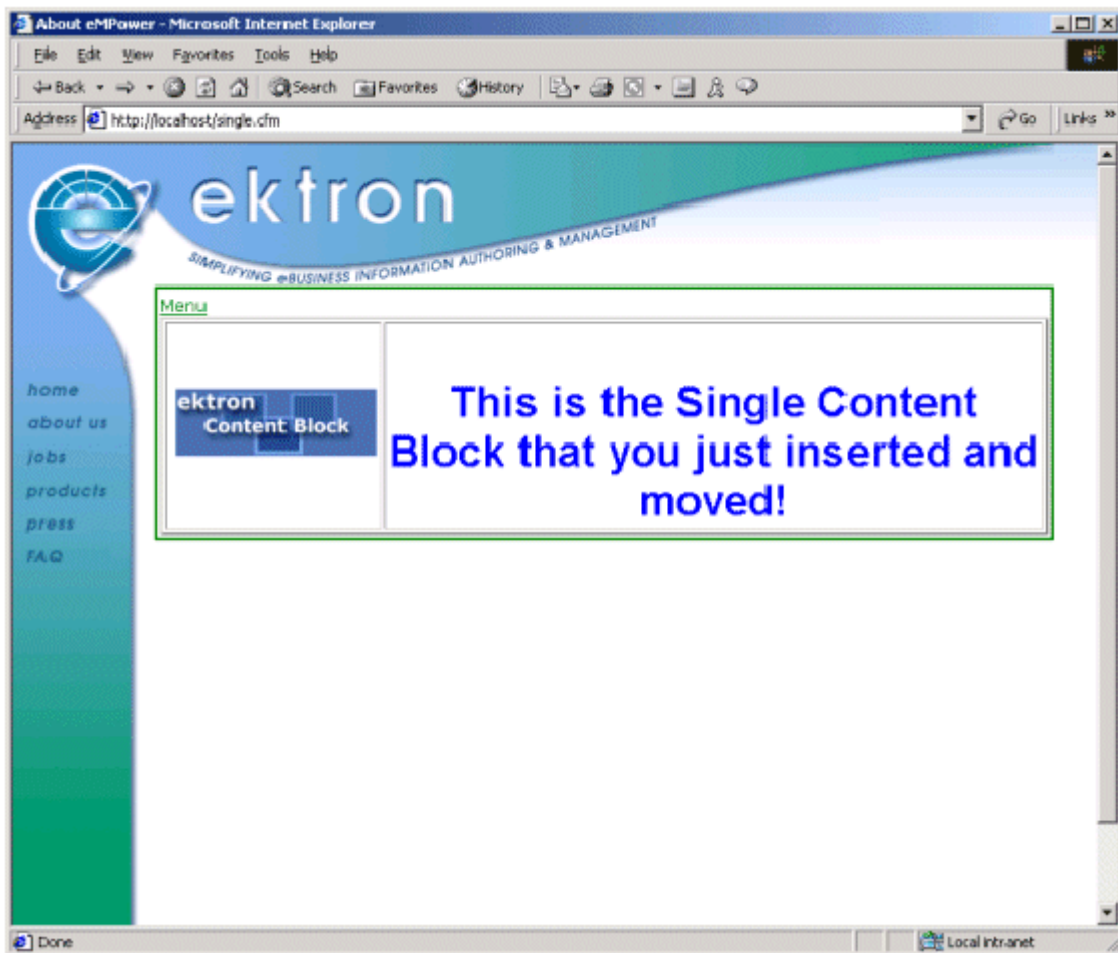 About eMPower - Microsoft Internet Explorer
File Edit View Favorites Tools Help
Back Search Favorites History
Address http://localhost/single.cfm Go Links »
ektron
SIMPLIFYING eBUSINESS INFORMATION AUTHORING & MANAGEMENT
Menu
ektron
Content Block
This is the Single Content
Block that you just inserted and
moved!
home
about us
jobs
products
press
FAQ
Done Local intranet